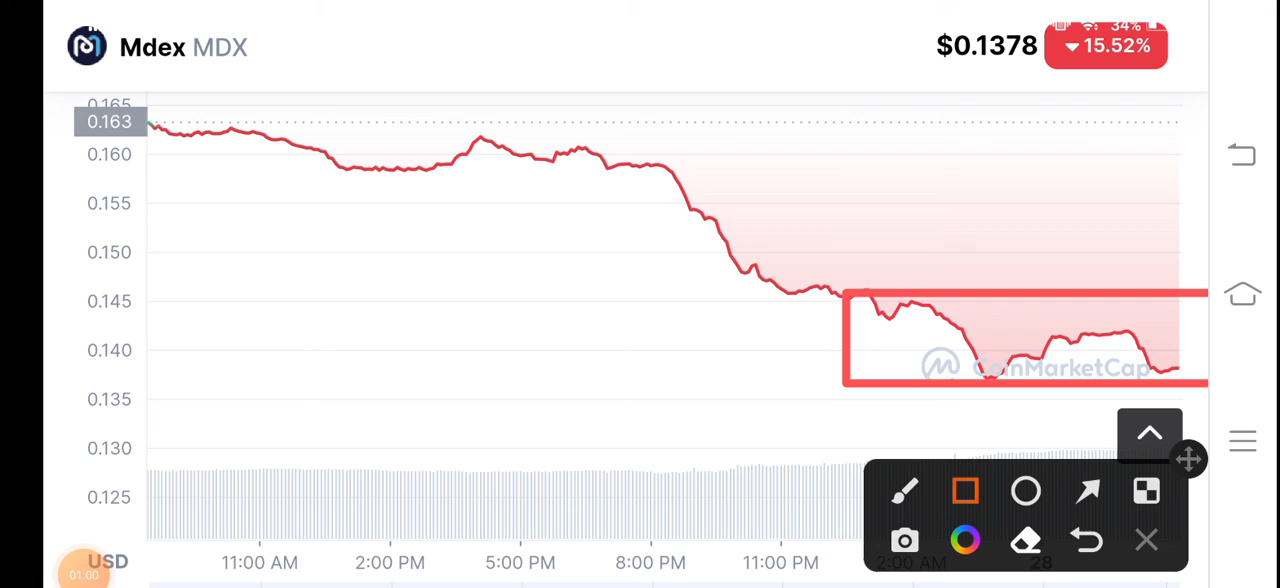 Mdex MDX
$0.1378
34%
15.52%
0.165
0.163
0.160
0.155
0.150
0.145
0.140
0.135
0.130
0.125
CoinMarketCap
USD
11:00 AM
2:00 PM
5:00 PM
8:00 PM
11:00 PM
2:00 AM
28
01:00